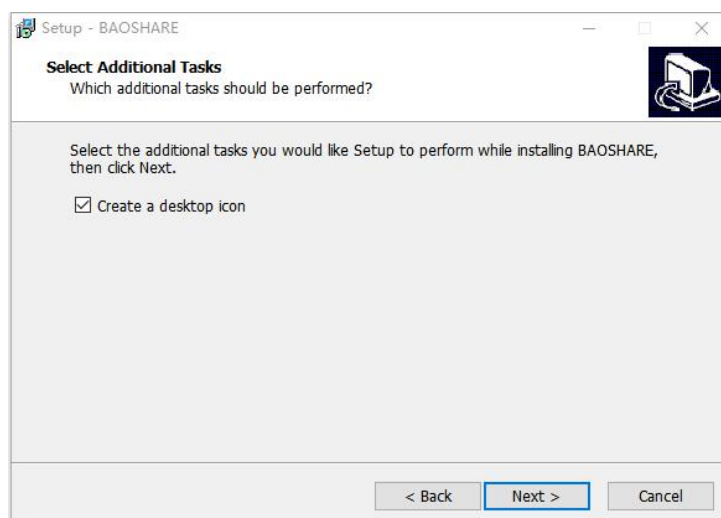 Setup - BAOSHARE
Select Additional Tasks
Which additional tasks should be performed?
Select the additional tasks you would like Setup to perform while installing BAOSHARE,
then click Next.
Create a desktop icon
< Back
Next >
Cancel